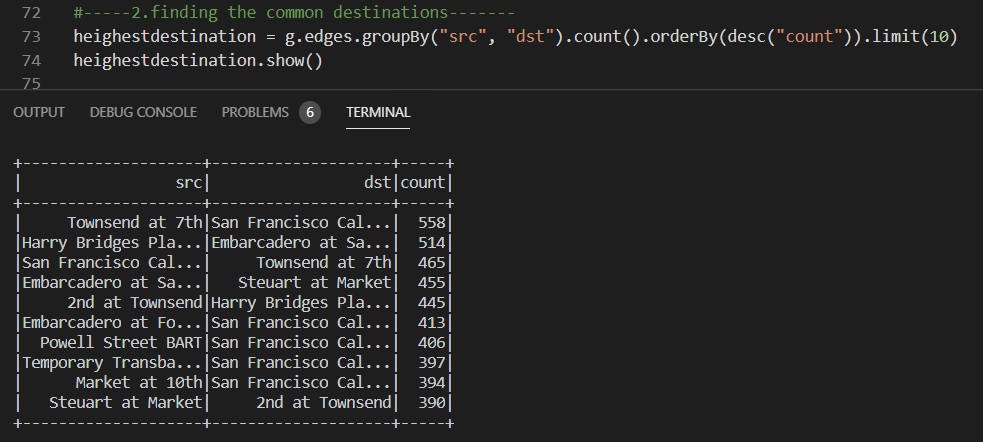 72 #-----2.finding the common destinations-------
73 heighestdestination = g.edges.groupBy("src", "dst").count().orderBy(desc("count")).limit(10)
74 heighestdestination.show()
75
OUTPUT DEBUG CONSOLE PROBLEMS 6 TERMINAL
+--------------------+--------------------+-----+
|                 src|                 dst|count|
+--------------------+--------------------+-----+
|     Townsend at 7th|San Francisco Cal...|  558|
|Harry Bridges Pla...|Embarcadero at Sa...|  514|
|San Francisco Cal...|     Townsend at 7th|  465|
|Embarcadero at Sa...|   Steuart at Market|  455|
|     2nd at Townsend|Harry Bridges Pla...|  445|
|Embarcadero at Fo...|San Francisco Cal...|  413|
|  Powell Street BART|San Francisco Cal...|  406|
|Temporary Transba...|San Francisco Cal...|  397|
|      Market at 10th|San Francisco Cal...|  394|
|   Steuart at Market|     2nd at Townsend|  390|
+--------------------+--------------------+-----+